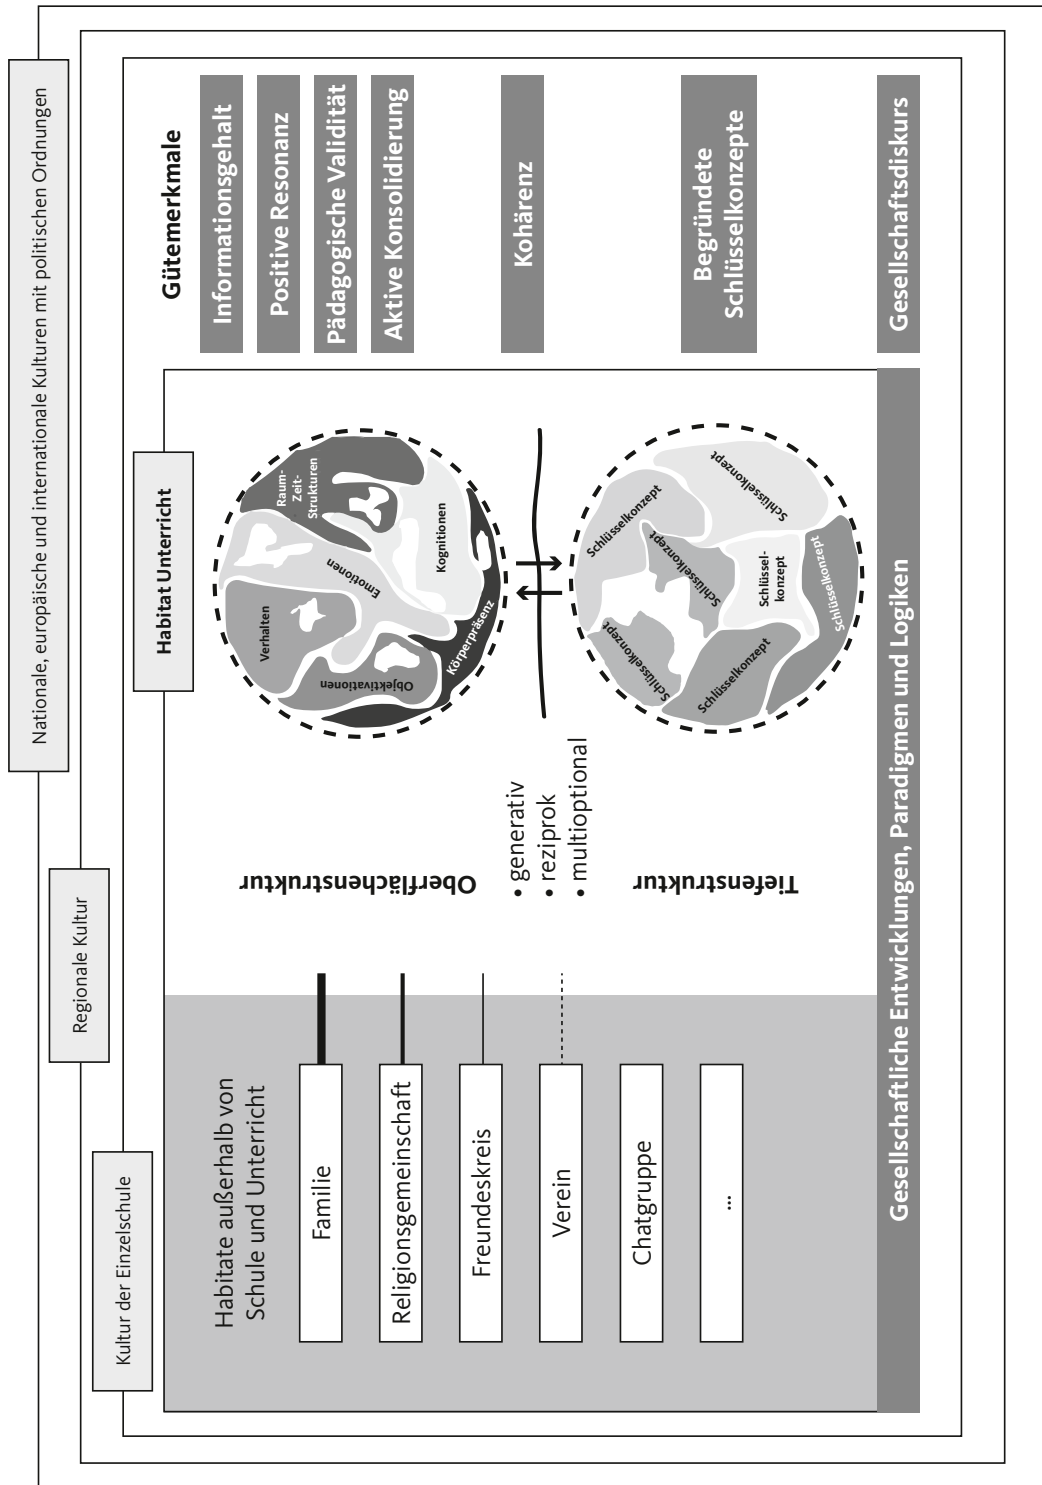 Nationale, europäische und internationale Kulturen mit politischen Ordnungen
Regionale Kultur
Kultur der Einzelschule
Habitat Unterricht
Gütemerkmale
Habitate außerhalb von
Schule und Unterricht
Familie
Religionsgemeinschaft
Freundeskreis
Verein
Chatgruppe
...
Oberflächenstruktur
• generativ
• reziprok
• multioptional
Tiefenstruktur
Verhalten
Emotionen
Raum-
Zeit-
Strukturen
Objektivationen
Körperpräsenz
Kognitionen
Schlüsselkonzept
Schlüsselkonzept
Schlüsselkonzept
Schlüsselkonzept
Schlüsselkonzept
Schlüssel-
konzept
Schlüsselkonzept
Informationsgehalt
Positive Resonanz
Pädagogische Validität
Aktive Konsolidierung
Kohärenz
Begründete
Schlüsselkonzepte
Gesellschaftsdiskurs
Gesellschaftliche Entwicklungen, Paradigmen und Logiken